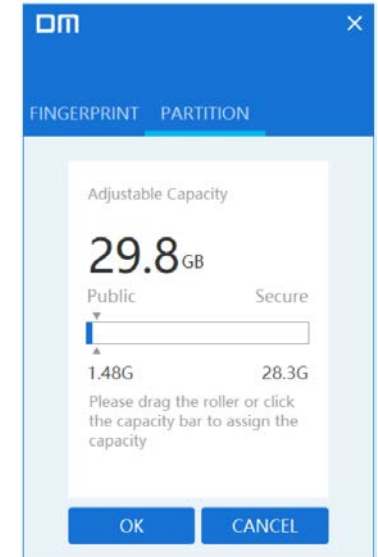 DM
FINGERPRINT PARTITION
Adjustable Capacity
29.8GB
Public Secure
1.48G 28.3G
Please drag the roller or click
the capacity bar to assign the
capacity
OK CANCEL